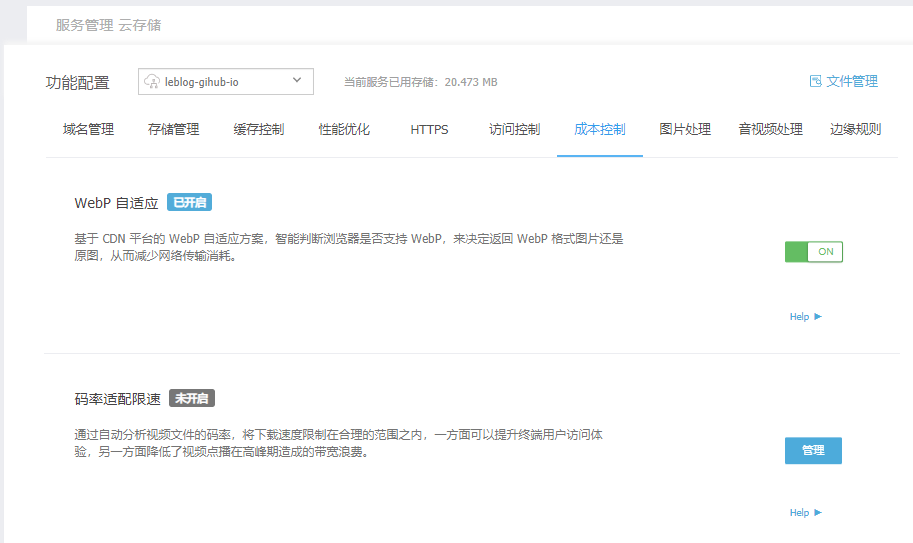 服务管理 云存储
功能配置 leblog-gihub-io 当前服务已用存储：20.473 MB 文件管理
域名管理 存储管理 缓存控制 性能优化 HTTPS 访问控制 成本控制 图片处理 音视频处理 边缘规则
WebP 自适应 已开启
基于 CDN 平台的 WebP 自适应方案，智能判断浏览器是否支持 WebP，来决定返回 WebP 格式图片还是
原图，从而减少网络传输消耗。
ON
Help
码率适配限速 未开启
通过自动分析视频文件的码率，将下载速度限制在合理的范围之内，一方面可以提升终端用户访问体
验，另一方面降低了视频点播在高峰期造成的带宽浪费。
管理
Help